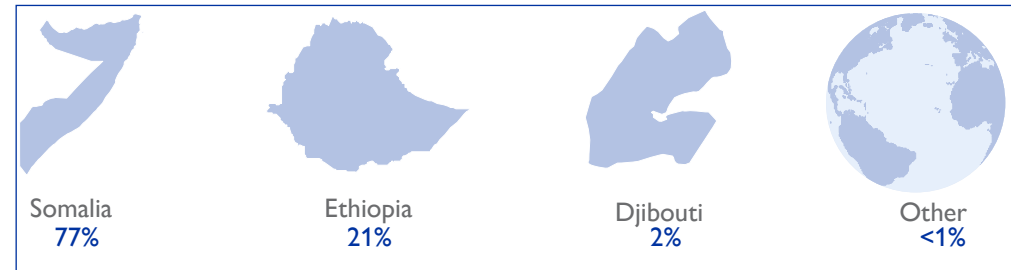 Somalia
77%
Ethiopia
21%
Djibouti
2%
Other
<1%